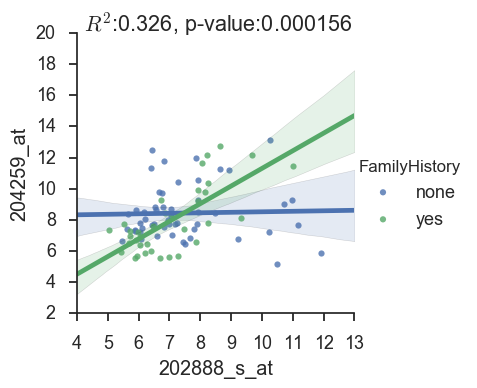 R²:0.326, p-value:0.000156
20
18
16
14
12
10
8
6
4
2
204259_at
4 5 6 7 8 9 10 11 12 13
202888_s_at
FamilyHistory
none
yes